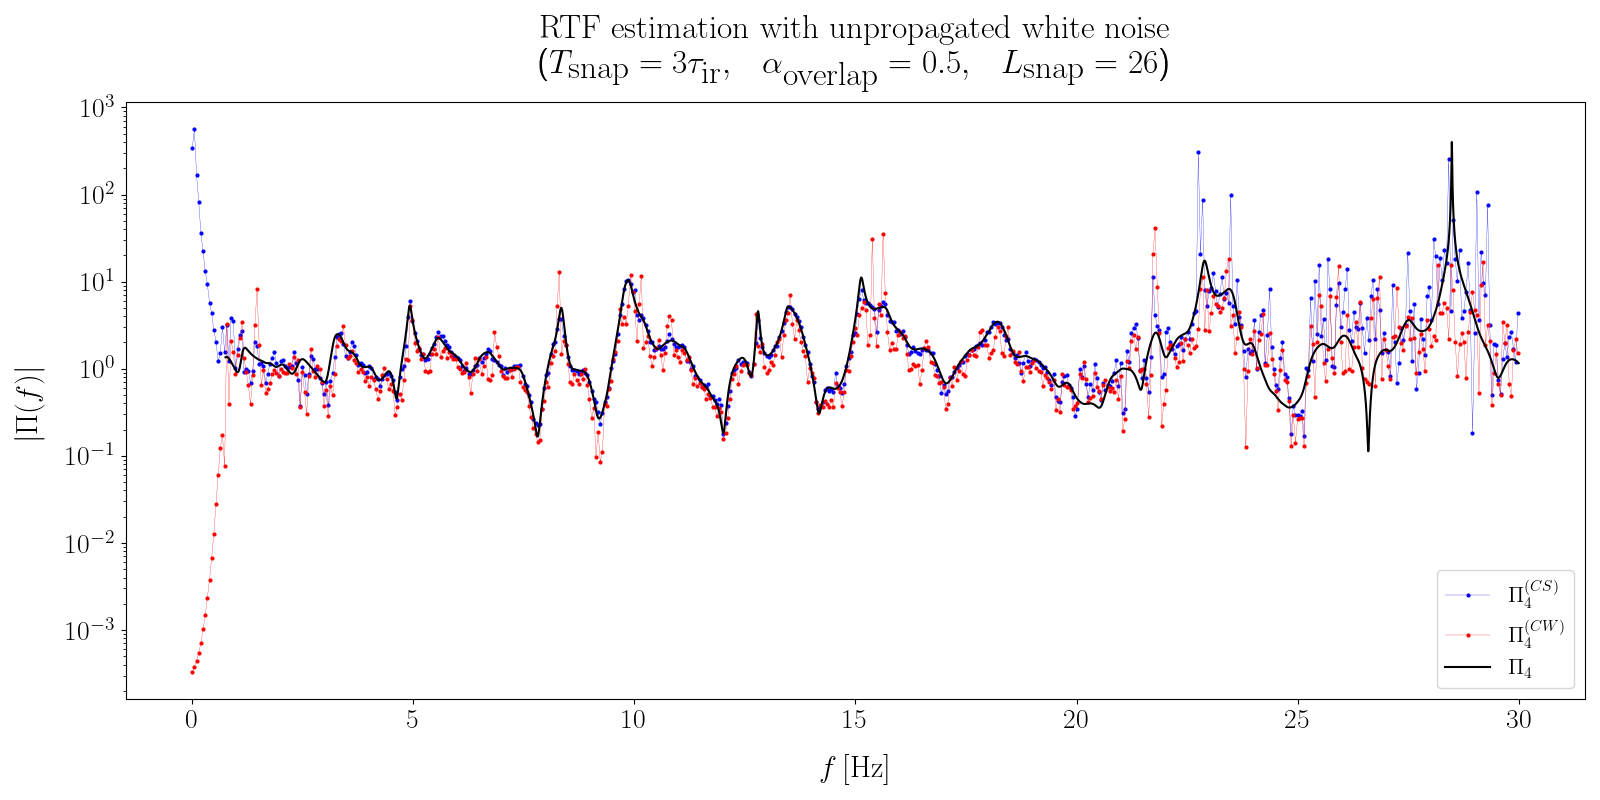 RTF estimation with unpropagated white noise
(T_snap = 3τ_ir, α_overlap = 0.5, L_snap = 26)
10^3
10^2
10^1
10^0
10^−1
10^−2
10^−3
|Π(f)|
Π_4^(CS)
Π_4^(CW)
Π_4
0 5 10 15 20 25 30
f [Hz]